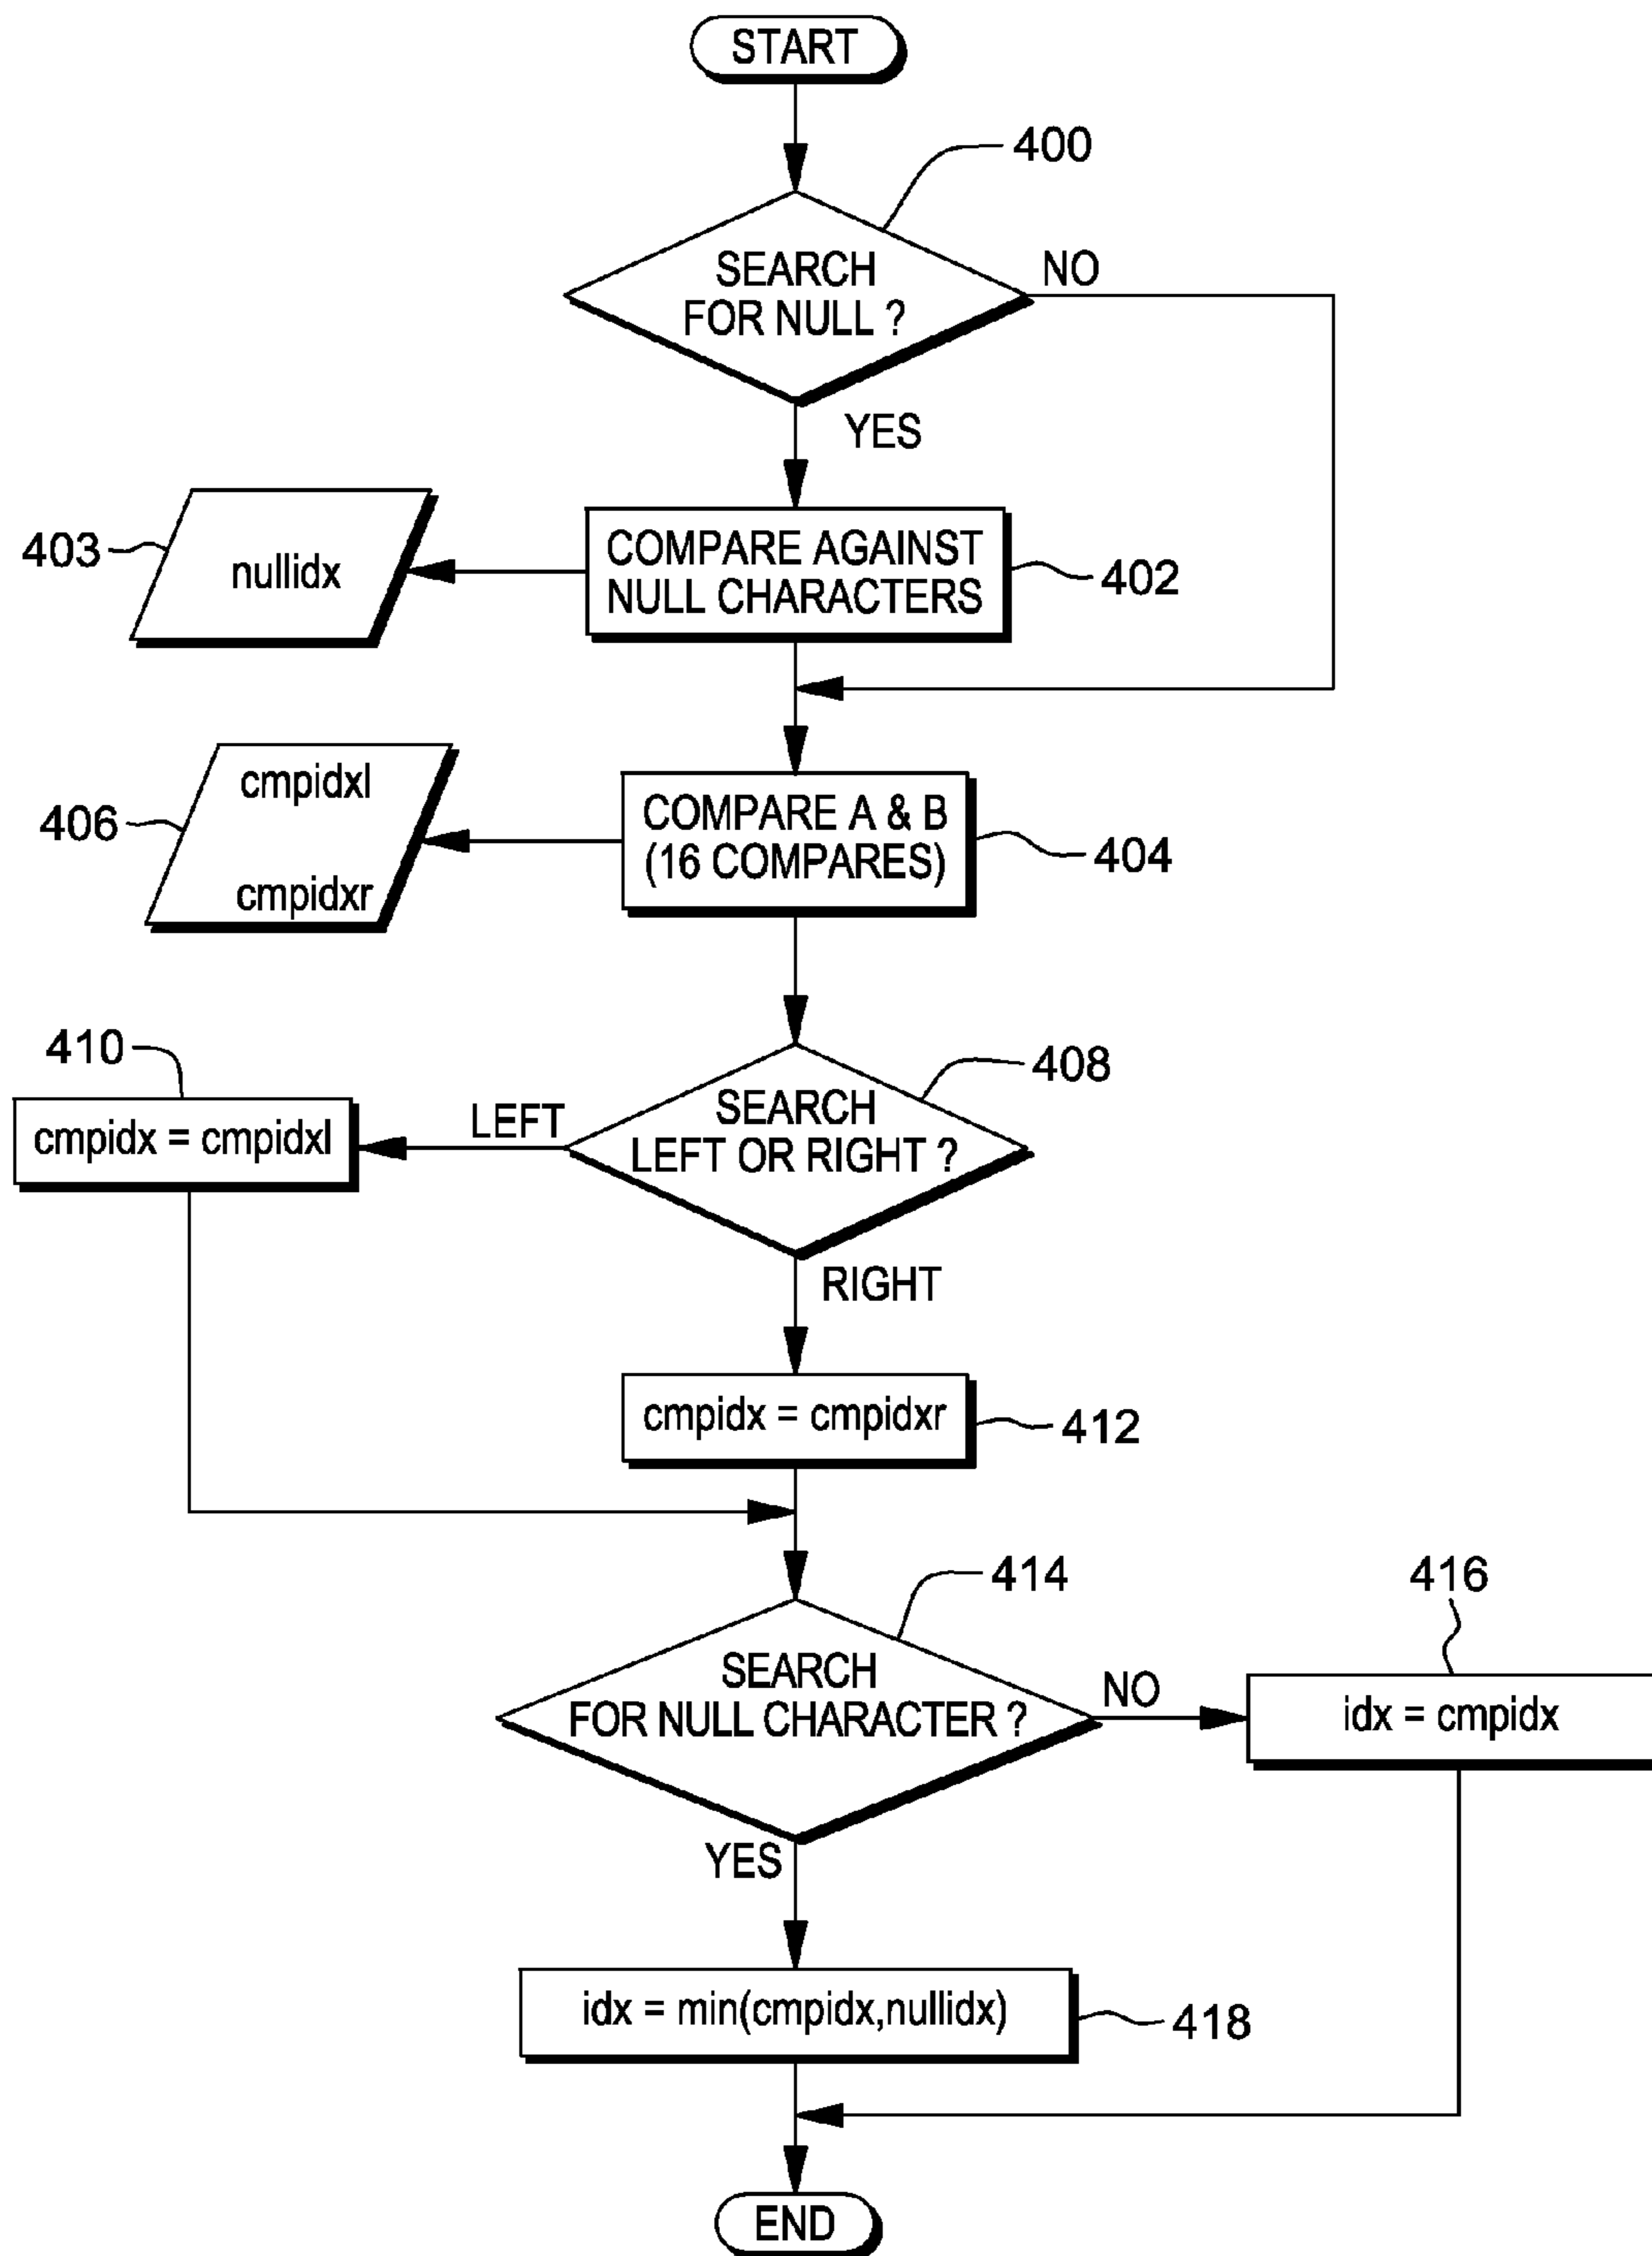 START
400
SEARCH
FOR NULL ?
NO
YES
403
nullidx
COMPARE AGAINST
NULL CHARACTERS
402
406
cmpidxl
cmpidxr
COMPARE A & B
(16 COMPARES)
404
410
408
SEARCH
LEFT OR RIGHT ?
LEFT
cmpidx = cmpidxl
RIGHT
cmpidx = cmpidxr
412
414
416
SEARCH
FOR NULL CHARACTER ?
NO
idx = cmpidx
YES
idx = min(cmpidx,nullidx)
418
END